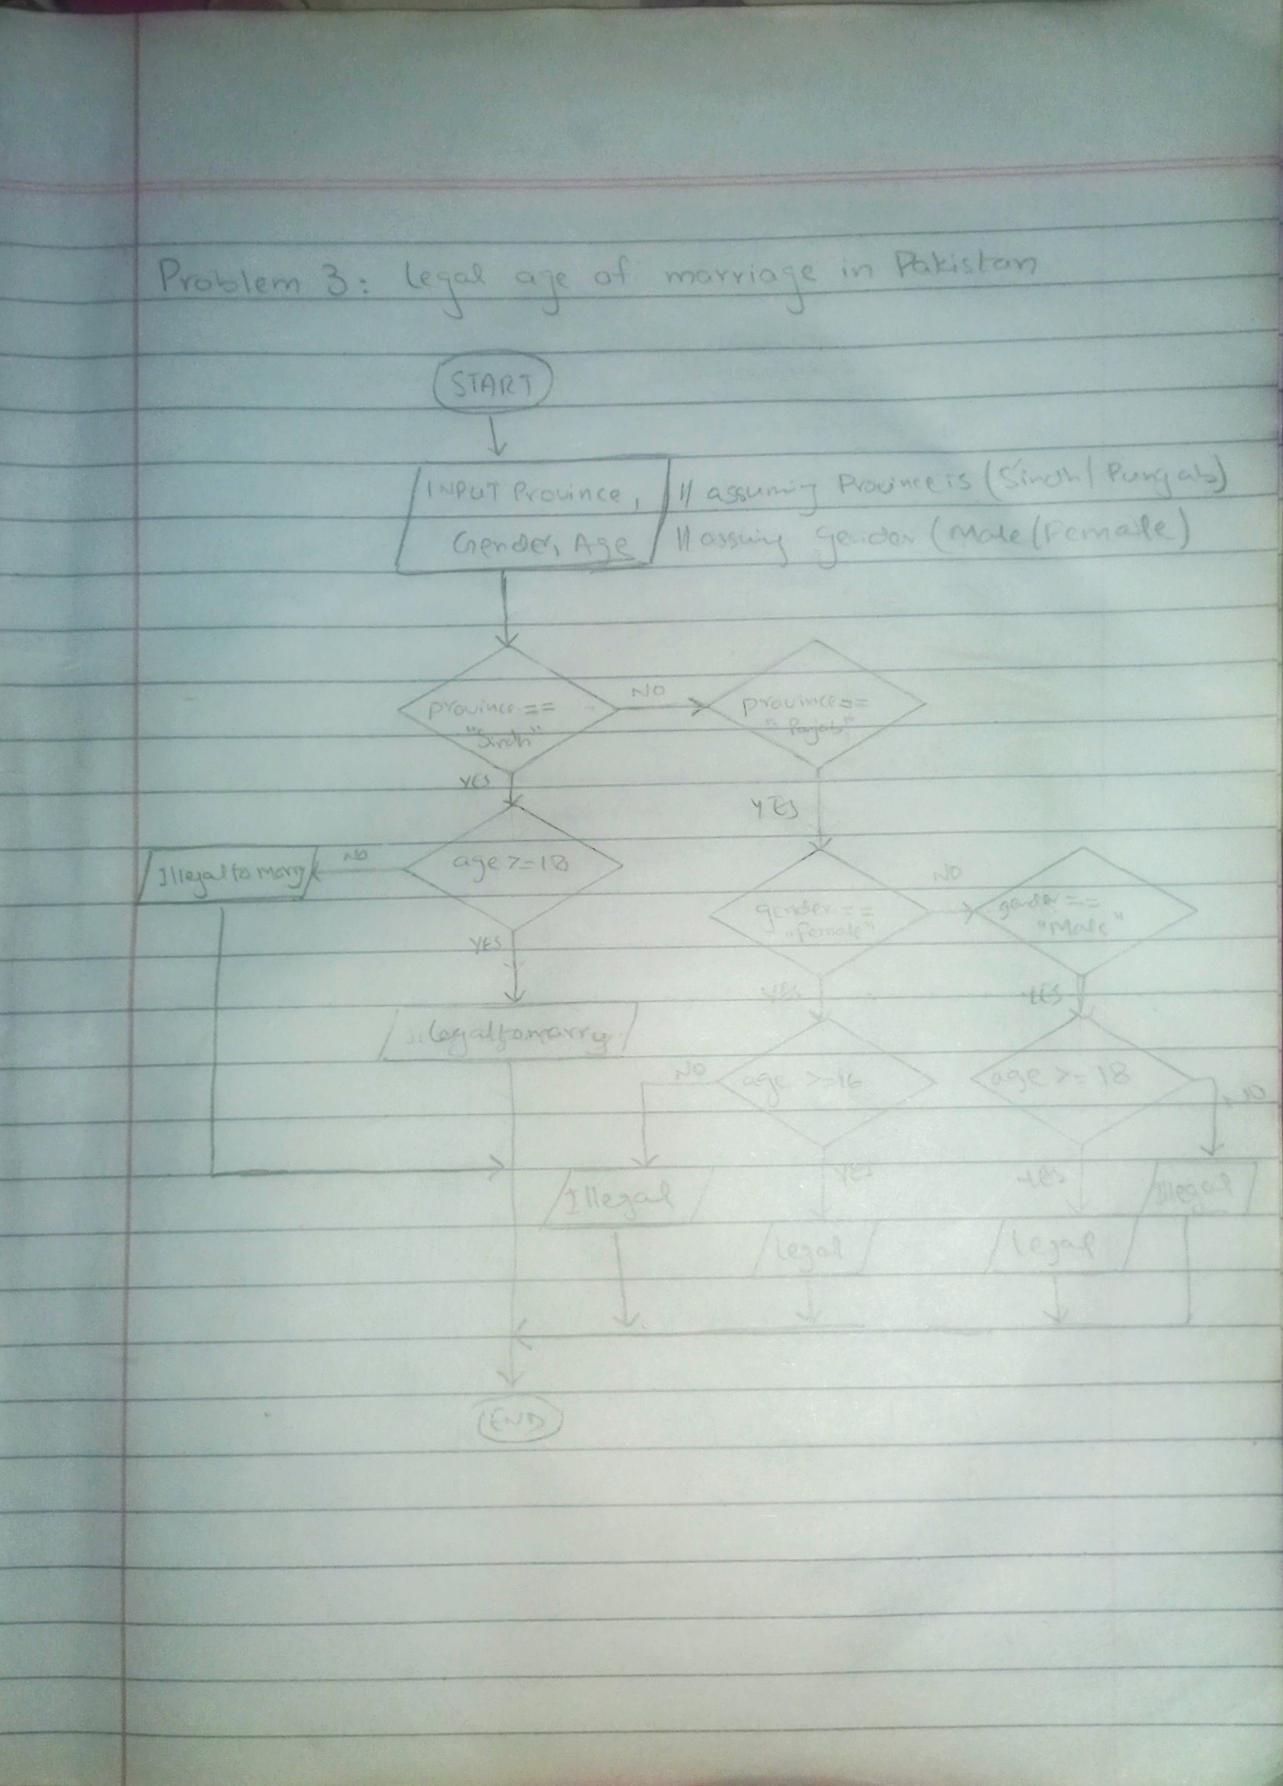 Problem 3: legal age of marriage in Pakistan
START
INPUT Province, // assuming Province is (Sindh/Punjab)
Gender, Age // assuing gender (Male/Female)
province== NO province==
"Sindh" "Pnjab"
YES YES
Illegal to marry NO age >=18 gender== NO gender==
"Female" "Male"
YES YES YES
legal to marry
NO age >=16 age >=18 NO
YES YES
Illegal Illegal
Legal Legal
END